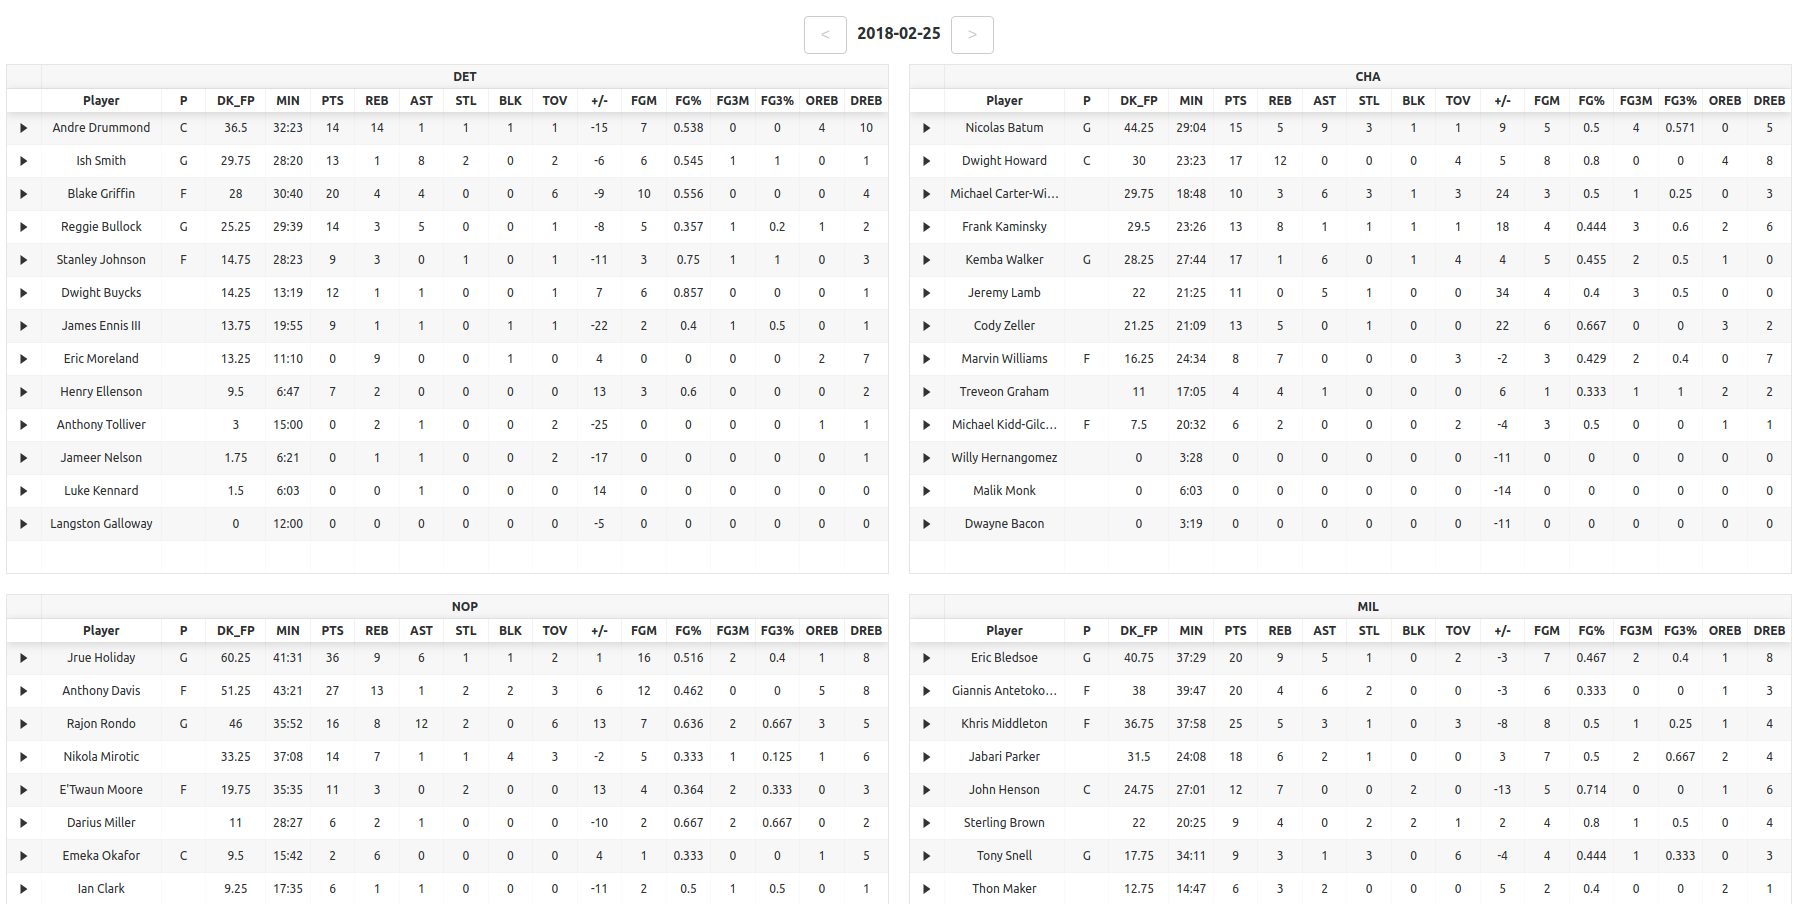 < 2018-02-25 >
DET
Player P DK_FP MIN PTS REB AST STL BLK TOV +/- FGM FG% FG3M FG3% OREB DREB
Andre Drummond C 36.5 32:23 14 14 1 1 1 1 -15 7 0.538 0 0 4 10
Ish Smith G 29.75 28:20 13 1 8 2 0 2 -6 6 0.545 1 1 0 1
Blake Griffin F 28 30:40 20 4 4 0 0 6 -9 10 0.556 0 0 0 4
Reggie Bullock G 25.25 29:39 14 3 5 0 0 1 -8 5 0.357 1 0.2 1 2
Stanley Johnson F 14.75 28:23 9 3 0 1 0 1 -11 3 0.75 1 1 0 3
Dwight Buycks 14.25 13:19 12 1 1 0 0 1 7 6 0.857 0 0 0 1
James Ennis III 13.75 19:55 9 1 1 0 1 1 -22 2 0.4 1 0.5 0 1
Eric Moreland 13.25 11:10 0 9 0 0 1 0 4 0 0 0 0 2 7
Henry Ellenson 9.5 6:47 7 2 0 0 0 0 13 3 0.6 0 0 0 2
Anthony Tolliver 3 15:00 0 2 1 0 0 2 -25 0 0 0 0 1 1
Jameer Nelson 1.75 6:21 0 1 1 0 0 2 -17 0 0 0 0 0 1
Luke Kennard 1.5 6:03 0 0 1 0 0 0 14 0 0 0 0 0 0
Langston Galloway 0 12:00 0 0 0 0 0 0 -5 0 0 0 0 0 0
CHA
Player P DK_FP MIN PTS REB AST STL BLK TOV +/- FGM FG% FG3M FG3% OREB DREB
Nicolas Batum G 44.25 29:04 15 5 9 3 1 1 9 5 0.5 4 0.571 0 5
Dwight Howard C 30 23:23 17 12 0 0 0 4 5 8 0.8 0 0 4 8
Michael Carter-Wi... 29.75 18:48 10 3 6 3 1 3 24 3 0.5 1 0.25 0 3
Frank Kaminsky 29.5 23:26 13 8 1 1 1 1 18 4 0.444 3 0.6 2 6
Kemba Walker G 28.25 27:44 17 1 6 0 1 4 4 5 0.455 2 0.5 1 0
Jeremy Lamb 22 21:25 11 0 5 1 0 0 34 4 0.4 3 0.5 0 0
Cody Zeller 21.25 21:09 13 5 0 1 0 0 22 6 0.667 0 0 3 2
Marvin Williams F 16.25 24:34 8 7 0 0 0 3 -2 3 0.429 2 0.4 0 7
Treveon Graham 11 17:05 4 4 1 0 0 0 6 1 0.333 1 1 2 2
Michael Kidd-Gilc... F 7.5 20:32 6 2 0 0 0 2 -4 3 0.5 0 0 1 1
Willy Hernangomez 0 3:28 0 0 0 0 0 0 -11 0 0 0 0 0 0
Malik Monk 0 6:03 0 0 0 0 0 0 -14 0 0 0 0 0 0
Dwayne Bacon 0 3:19 0 0 0 0 0 0 -11 0 0 0 0 0 0
NOP
Player P DK_FP MIN PTS REB AST STL BLK TOV +/- FGM FG% FG3M FG3% OREB DREB
Jrue Holiday G 60.25 41:31 36 9 6 1 1 2 1 16 0.516 2 0.4 1 8
Anthony Davis F 51.25 43:21 27 13 1 2 2 3 6 12 0.462 0 0 5 8
Rajon Rondo G 46 35:52 16 8 12 2 0 6 13 7 0.636 2 0.667 3 5
Nikola Mirotic 33.25 37:08 14 7 1 1 4 3 -2 5 0.333 1 0.125 1 6
E'Twaun Moore F 19.75 35:35 11 3 0 2 0 0 13 4 0.364 2 0.333 0 3
Darius Miller 11 28:27 6 2 1 0 0 0 -10 2 0.667 2 0.667 0 2
Emeka Okafor C 9.5 15:42 2 6 0 0 0 0 4 1 0.333 0 0 1 5
Ian Clark 9.25 17:35 6 1 1 0 0 0 -11 2 0.5 1 0.5 0 1
MIL
Player P DK_FP MIN PTS REB AST STL BLK TOV +/- FGM FG% FG3M FG3% OREB DREB
Eric Bledsoe G 40.75 37:29 20 9 5 1 0 2 -3 7 0.467 2 0.4 1 8
Giannis Antetoko... F 38 39:47 20 4 6 2 0 0 -3 6 0.333 0 0 1 3
Khris Middleton F 36.75 37:58 25 5 3 1 0 3 -8 8 0.5 1 0.25 1 4
Jabari Parker 31.5 24:08 18 6 2 1 0 0 3 7 0.5 2 0.667 2 4
John Henson C 24.75 27:01 12 7 0 0 2 0 -13 5 0.714 0 0 1 6
Sterling Brown 22 20:25 9 4 0 2 2 1 2 4 0.8 1 0.5 0 4
Tony Snell G 17.75 34:11 9 3 1 3 0 6 -4 4 0.444 1 0.333 0 3
Thon Maker 12.75 14:47 6 3 2 0 0 0 5 2 0.4 0 0 2 1